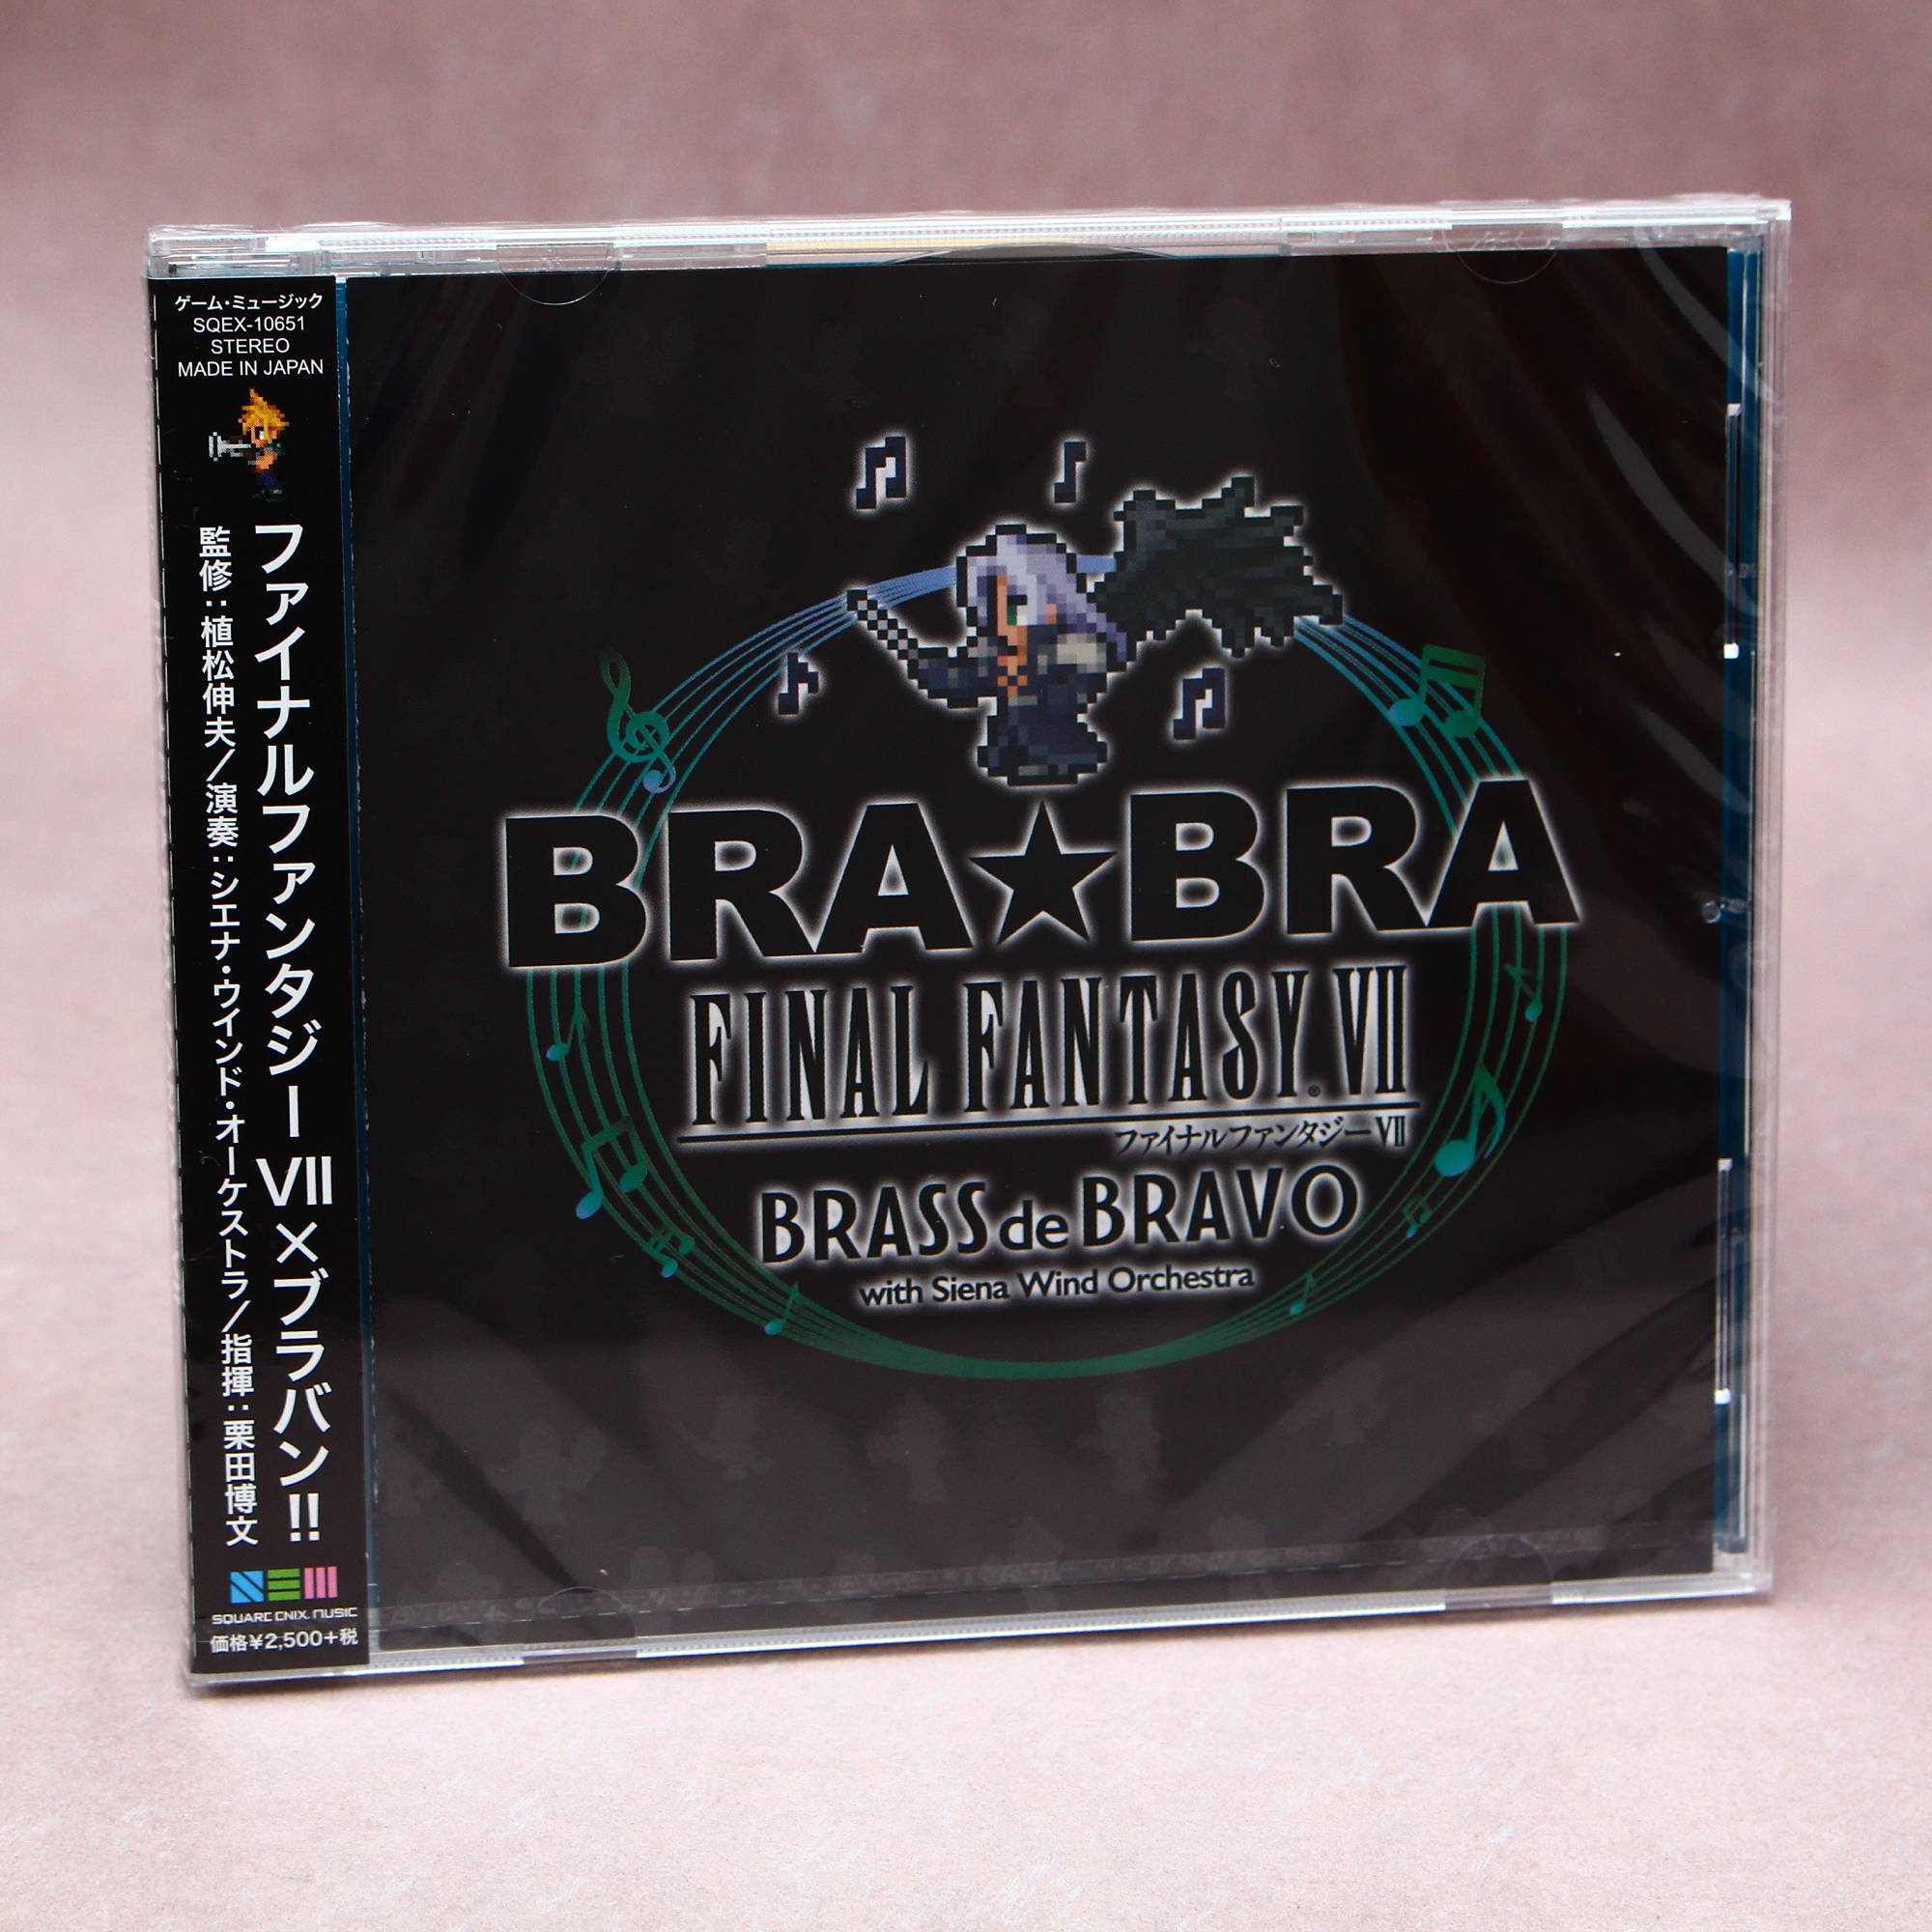 ゲーム・ミュージック
SQEX-10651
STEREO
MADE IN JAPAN
ファイナルファンタジー VII×ブラバン!!
監修:植松伸夫/演奏:シエナ・ウインド・オーケストラ/指揮:栗田博文
SQUARE ENIX MUSIC
価格¥2,500+税
BRA★BRA
FINAL FANTASY® VII
ファイナルファンタジーVII
BRASS de BRAVO
with Siena Wind Orchestra